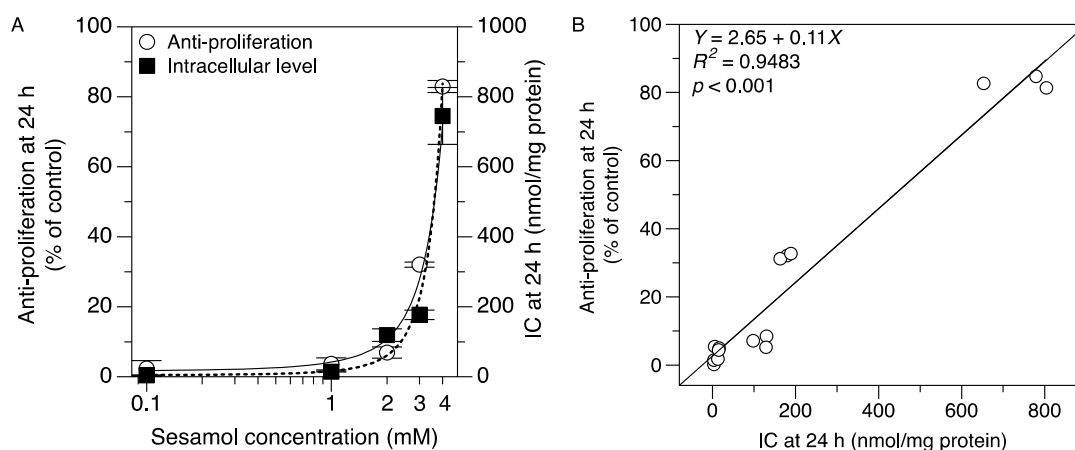 A
100
80
60
40
20
0
Anti-proliferation at 24 h
(% of control)
Anti-proliferation
Intracellular level
1000
800
600
400
200
0
IC at 24 h (nmol/mg protein)
0.1
1
2
3
4
Sesamol concentration (mM)
B
100
80
60
40
20
0
Anti-proliferation at 24 h
(% of control)
Y = 2.65 + 0.11X
R² = 0.9483
p < 0.001
0
200
400
600
800
IC at 24 h (nmol/mg protein)